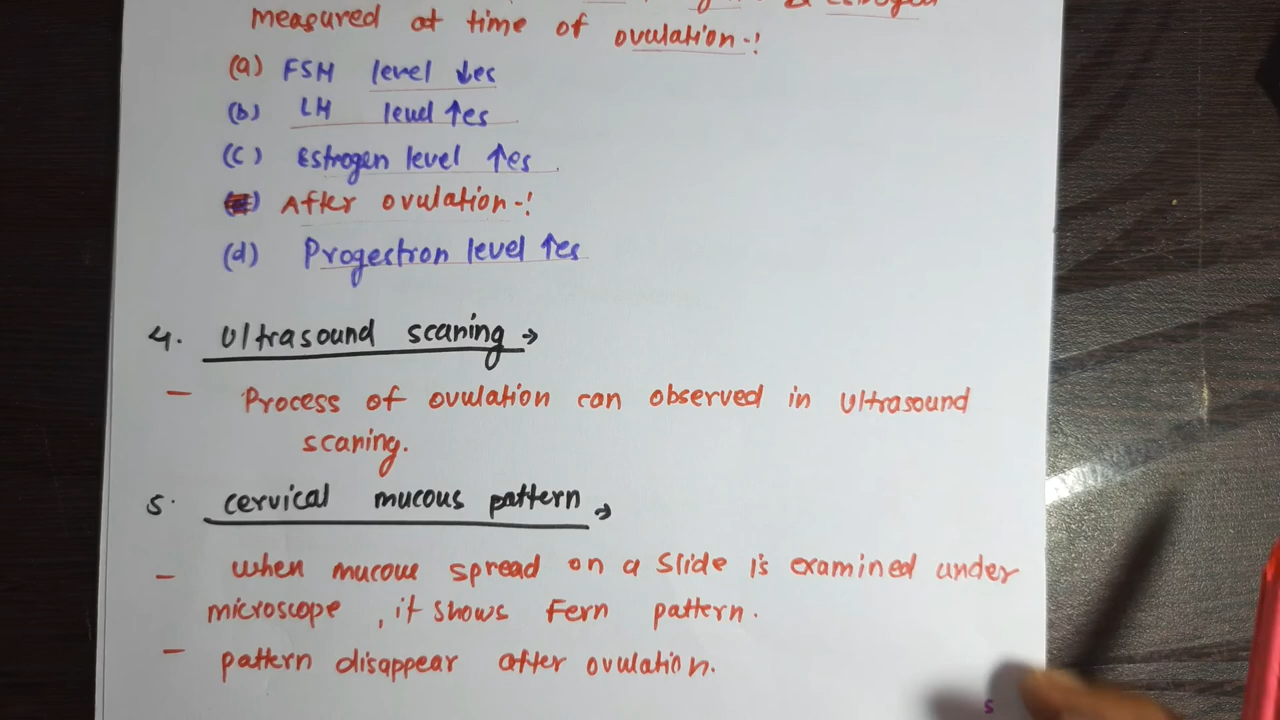 & Estrogen
measured at time of ovulation-:
(a) FSH level ↓es
(b) LH level ↑es
(c) Estrogen level ↑es
After ovulation-:
(d) Progestron level ↑es
4. Ultrasound scaning →
- Process of ovulation can observed in Ultrasound
scaning.
5. cervical mucous pattern →
- when mucous spread on a slide is examined under
microscope , it shows Fern pattern.
- pattern disappear after ovulation.
5